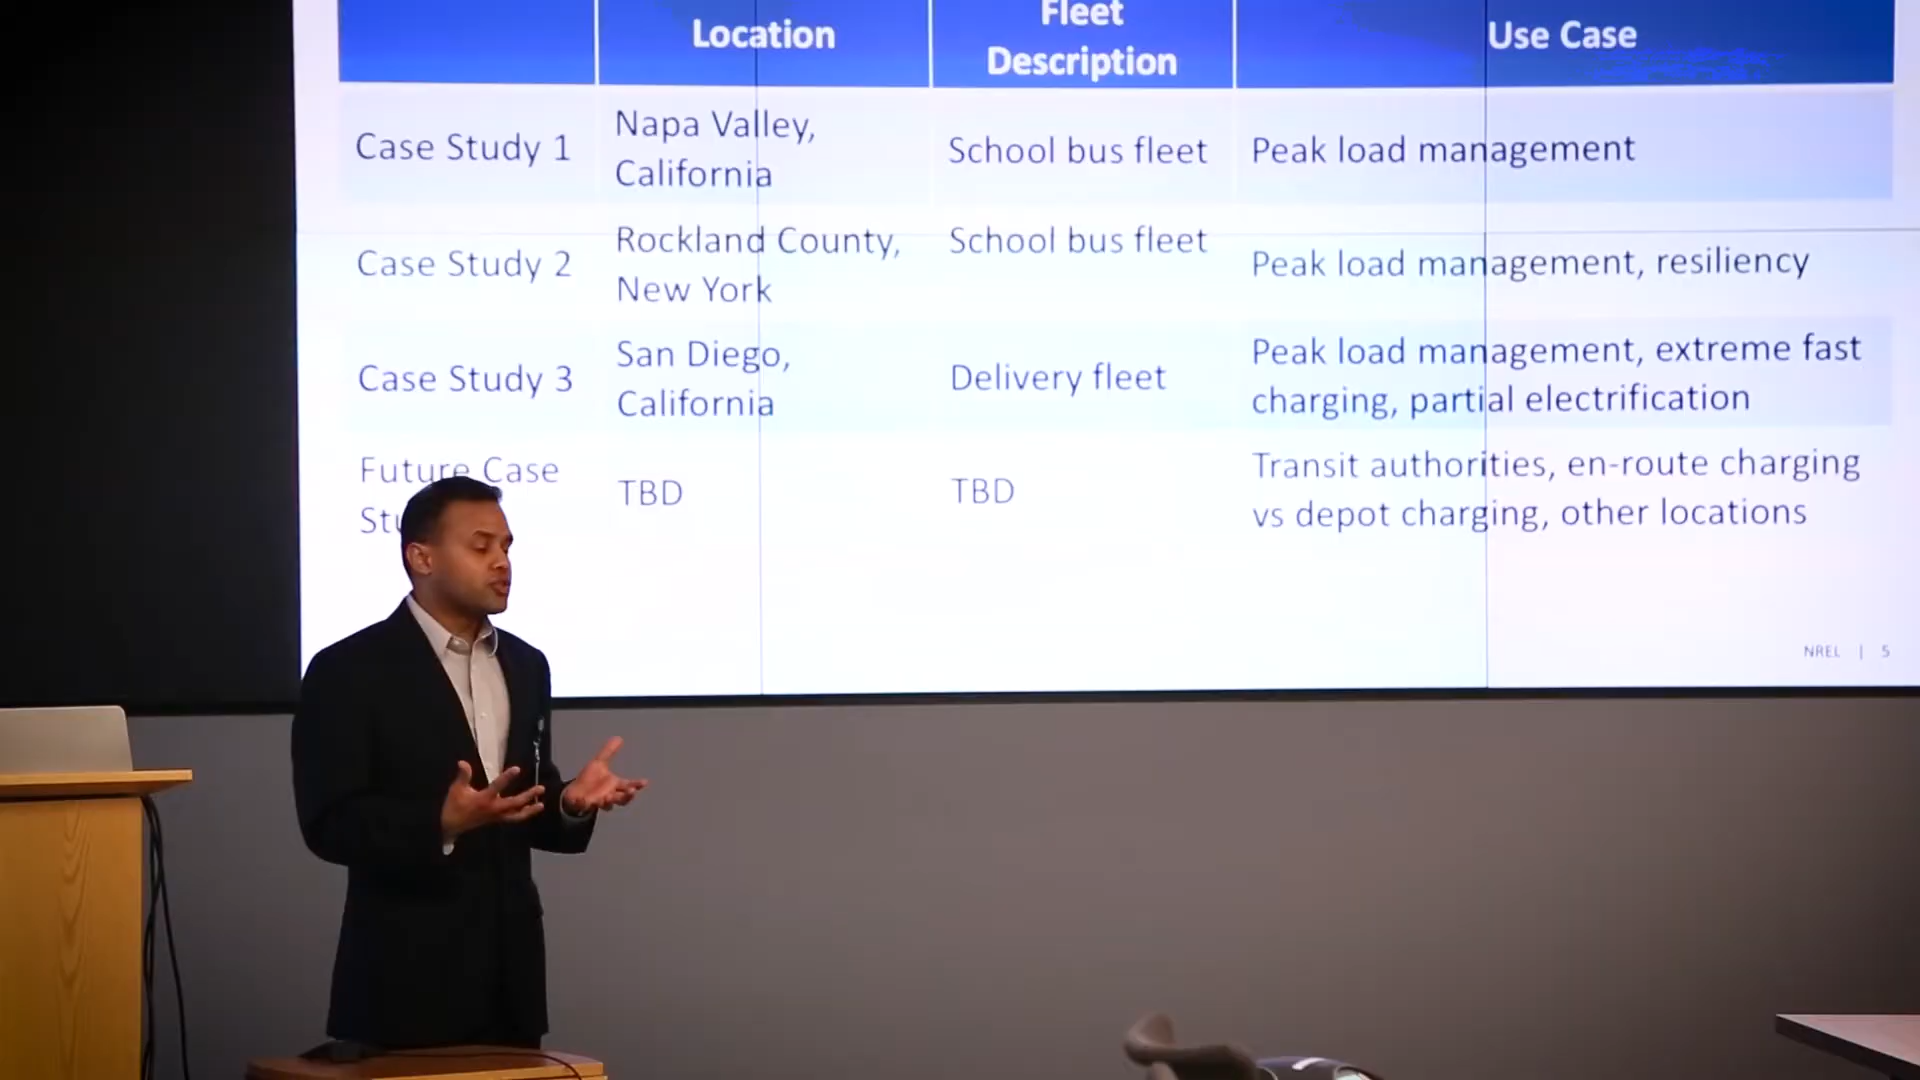 Location
Fleet
Description
Use Case
Case Study 1
Napa Valley,
California
School bus fleet
Peak load management
Case Study 2
Rockland County,
New York
School bus fleet
Peak load management, resiliency
Case Study 3
San Diego,
California
Delivery fleet
Peak load management, extreme fast
charging, partial electrification
Future Case
TBD
TBD
Transit authorities, en-route charging
vs depot charging, other locations
NREL | 5